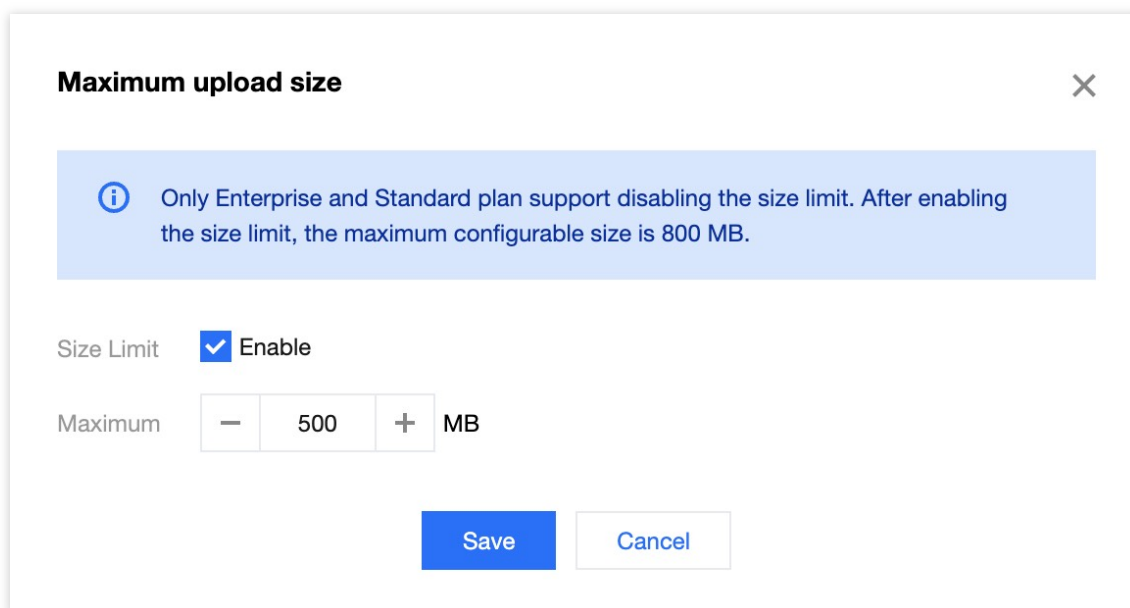 Maximum upload size
Only Enterprise and Standard plan support disabling the size limit. After enabling
the size limit, the maximum configurable size is 800 MB.
Size Limit Enable
Maximum 500 MB
Save Cancel